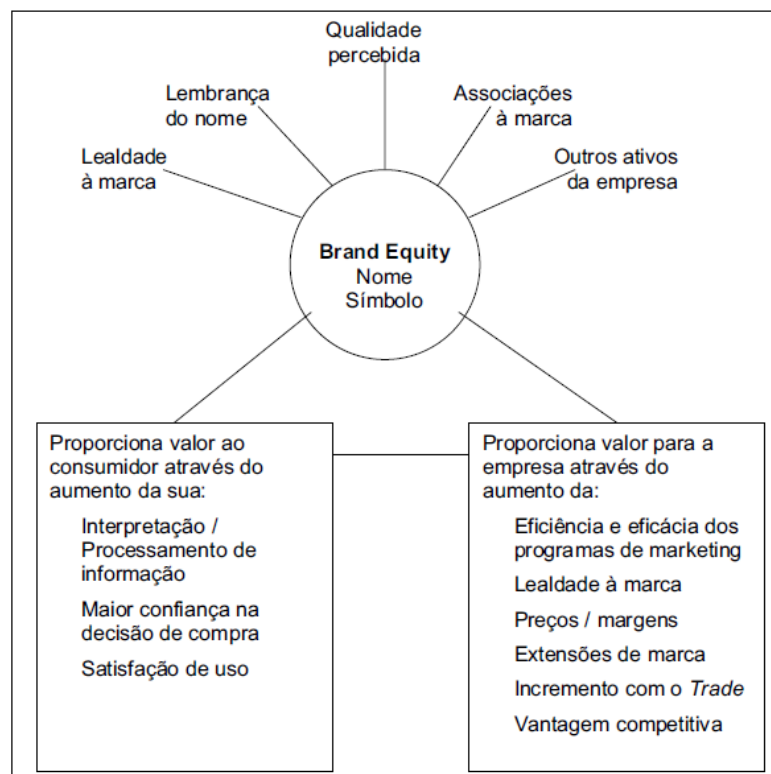 Qualidade
percebida
Lembrança
do nome
Associações
à marca
Lealdade
à marca
Outros ativos
da empresa
Brand Equity
Nome
Símbolo
Proporciona valor ao
consumidor através do
aumento da sua:
Interpretação /
Processamento de
informação
Maior confiança na
decisão de compra
Satisfação de uso
Proporciona valor para a
empresa através do
aumento da:
Eficiência e eficácia dos
programas de marketing
Lealdade à marca
Preços / margens
Extensões de marca
Incremento com o Trade
Vantagem competitiva